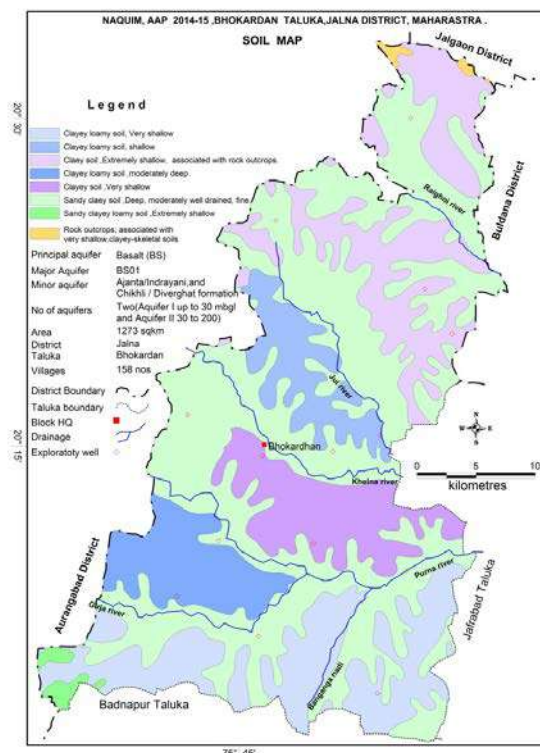 NAQUIM, AAP 2014-15 ,BHOKARDAN TALUKA,JALNA DISTRICT, MAHARASTRA .
SOIL MAP
Jalgaon District
20° 30'
Legend
Clayey loamy soil, Very shallow
Clayey loamy soil, shallow
Claey soil ,Extremely shallow, associated with rock outcrops.
Clayey loamy soil ,moderately deep.
Clayey soil ,Very shallow
Sandy claey soil ,Deep, moderately well drained, fine.
Sandy clayey loamy soil ,Extremely shallow
Rock outcrops; associated with
very shallow;clayey-skeletal soils
Buldana District
Raighol river
Principal aquifer Basalt (BS)
Major Aquifer BS01
Minor aquifer Ajanta/Indrayani,and
Chikhli / Diverghat formation
No of aquifers Two(Aquifer I up to 30 mbgl
and Aquifer II 30 to 200)
Area 1273 sqkm
District Jalna
Taluka Bhokardan
Villages 158 nos
District Boundary
Taluka boundary
Block HQ
Drainage
Exploratoty well
Jui river
N
W E
S
20° 15'
Bhokardhan
Khelna river
0 5 10
kilometres
Aurangabad District
Purna river
Jafrabad Taluka
Girja river
Banganga nadi
Badnapur Taluka
75° 45'